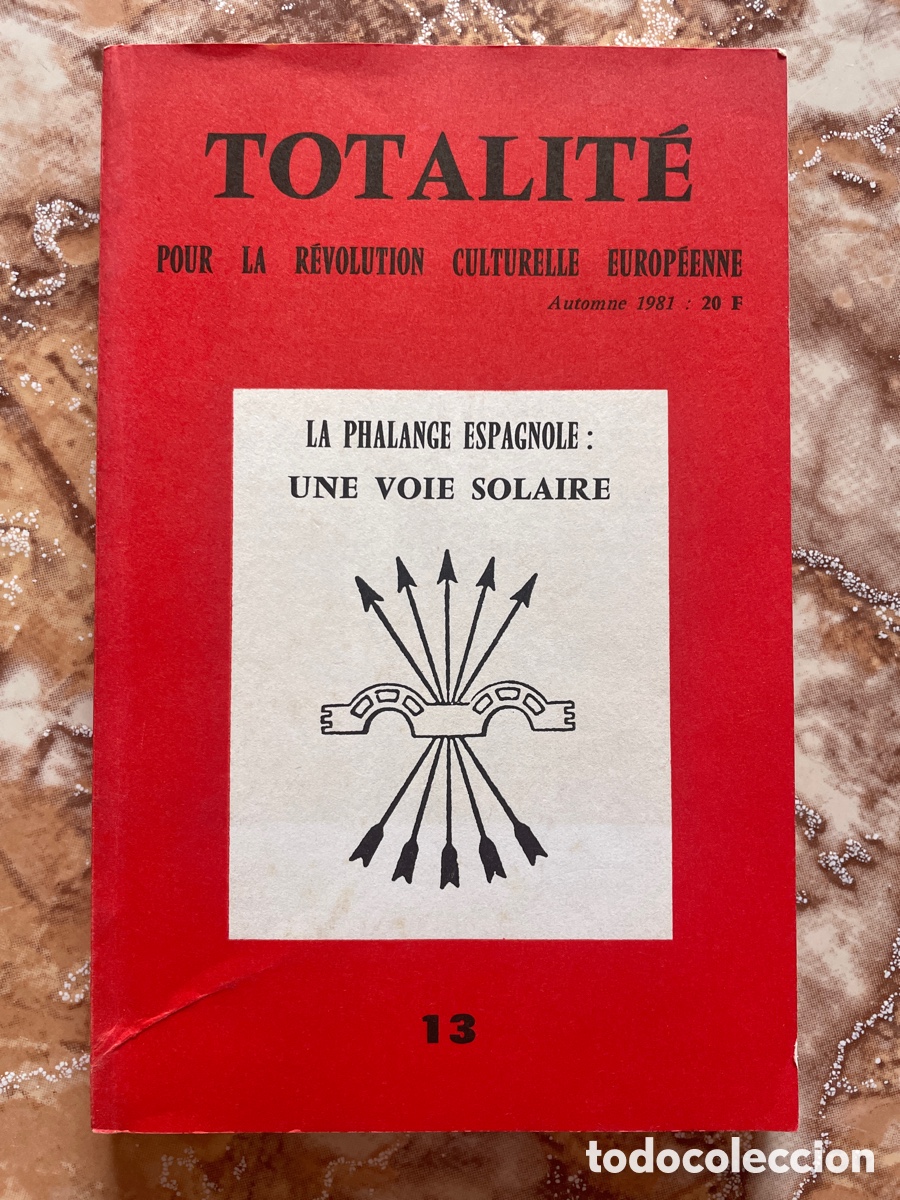 TOTALITÉ
POUR LA RÉVOLUTION CULTURELLE EUROPÉENNE
Automne 1981 : 20 F
LA PHALANGE ESPAGNOLE :
UNE VOIE SOLAIRE
13
todocoleccion